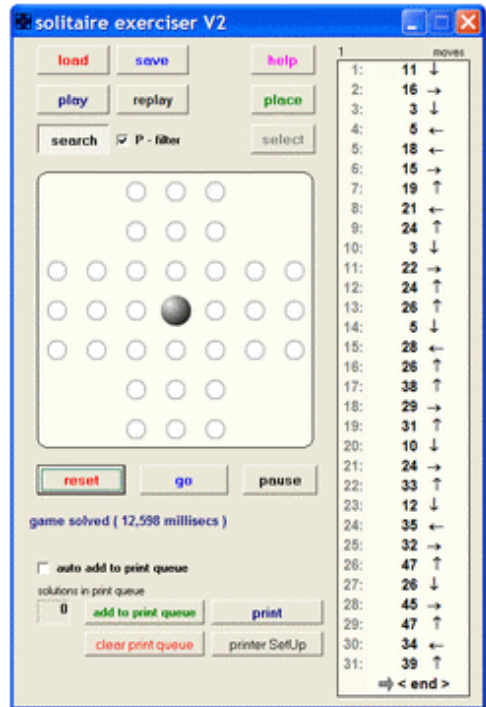 solitaire exerciser V2
load save help
play replay place
search P - filter select
reset go pause
game solved ( 12,598 millisecs )
auto add to print queue
solutions in print queue
0 add to print queue print
clear print queue printer SetUp
1 moves
1: 11 ↓
2: 16 →
3: 3 ↓
4: 5 ←
5: 18 ←
6: 15 →
7: 19 ↑
8: 21 ←
9: 24 ↑
10: 3 ↓
11: 22 →
12: 24 ↑
13: 26 ↑
14: 5 ↓
15: 28 ←
16: 26 ↑
17: 38 ↑
18: 29 →
19: 31 ↑
20: 10 ↓
21: 24 →
22: 33 ↑
23: 12 ↓
24: 35 ←
25: 32 →
26: 47 ↑
27: 26 ↓
28: 45 →
29: 47 ↑
30: 34 ←
31: 39 ↑
⇒ < end >